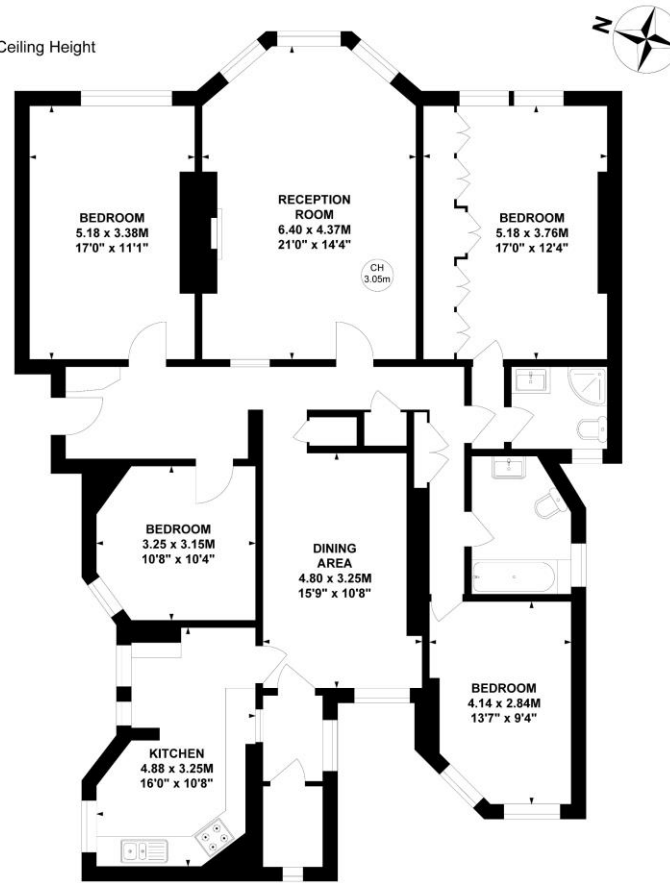 Ceiling Height
N
BEDROOM
5.18 x 3.38M
17'0" x 11'1"
RECEPTION
ROOM
6.40 x 4.37M
21'0" x 14'4"
CH
3.05m
BEDROOM
5.18 x 3.76M
17'0" x 12'4"
BEDROOM
3.25 x 3.15M
10'8" x 10'4"
DINING
AREA
4.80 x 3.25M
15'9" x 10'8"
KITCHEN
4.88 x 3.25M
16'0" x 10'8"
BEDROOM
4.14 x 2.84M
13'7" x 9'4"